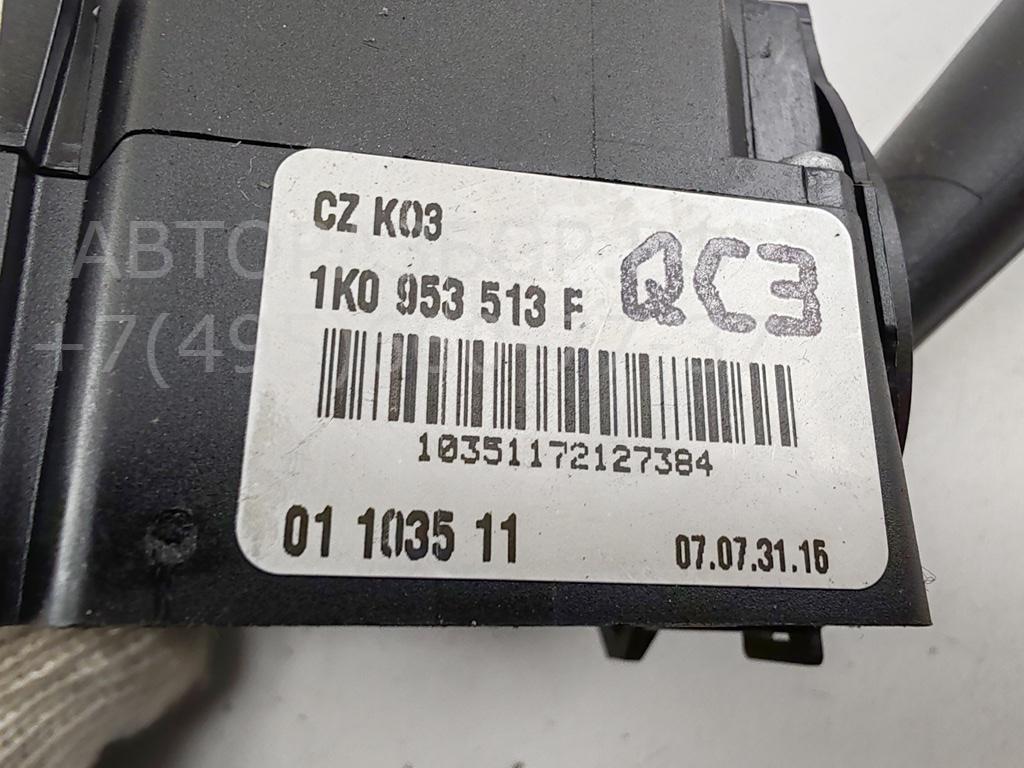 CZ K03
1K0 953 513 F
QC3
10351172127384
01 1035 11
07.07.31.16